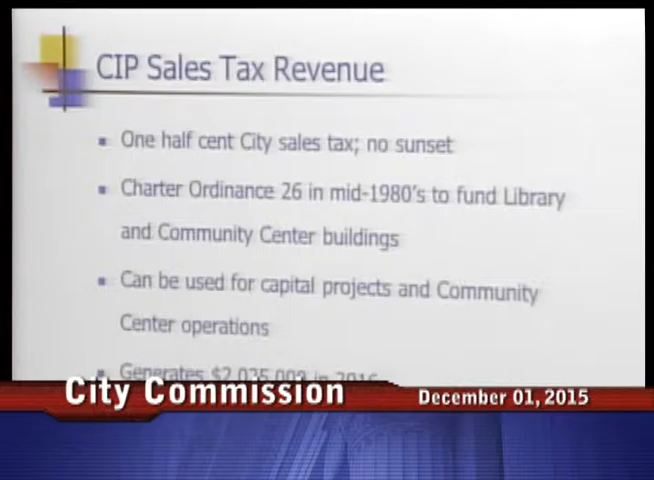 CIP Sales Tax Revenue
One half cent City sales tax; no sunset
Charter Ordinance 26 in mid-1980's to fund Library
and Community Center buildings
Can be used for capital projects and Community
Center operations
Generates in
City Commission
December 01, 2015